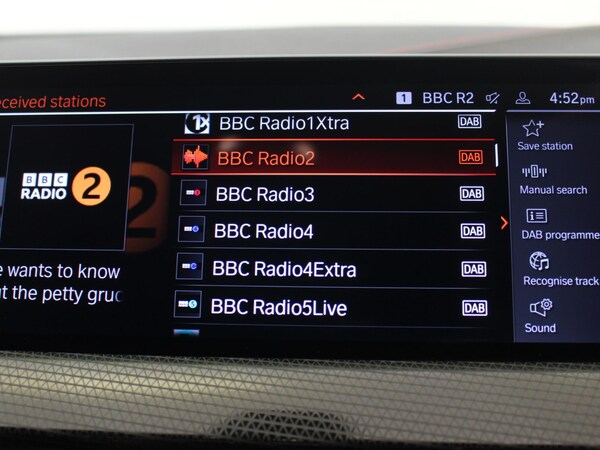 eceived stations
1 BBC R2 4:52pm
1X BBC Radio1Xtra DAB
BBC Radio2 DAB
BBC Radio3 DAB
BBC Radio4 DAB
BBC Radio4Extra DAB
BBC Radio5Live DAB
BBC
RADIO 2
2
e wants to know
t the petty gru
Save station
Manual search
DAB programme
Recognise track
Sound